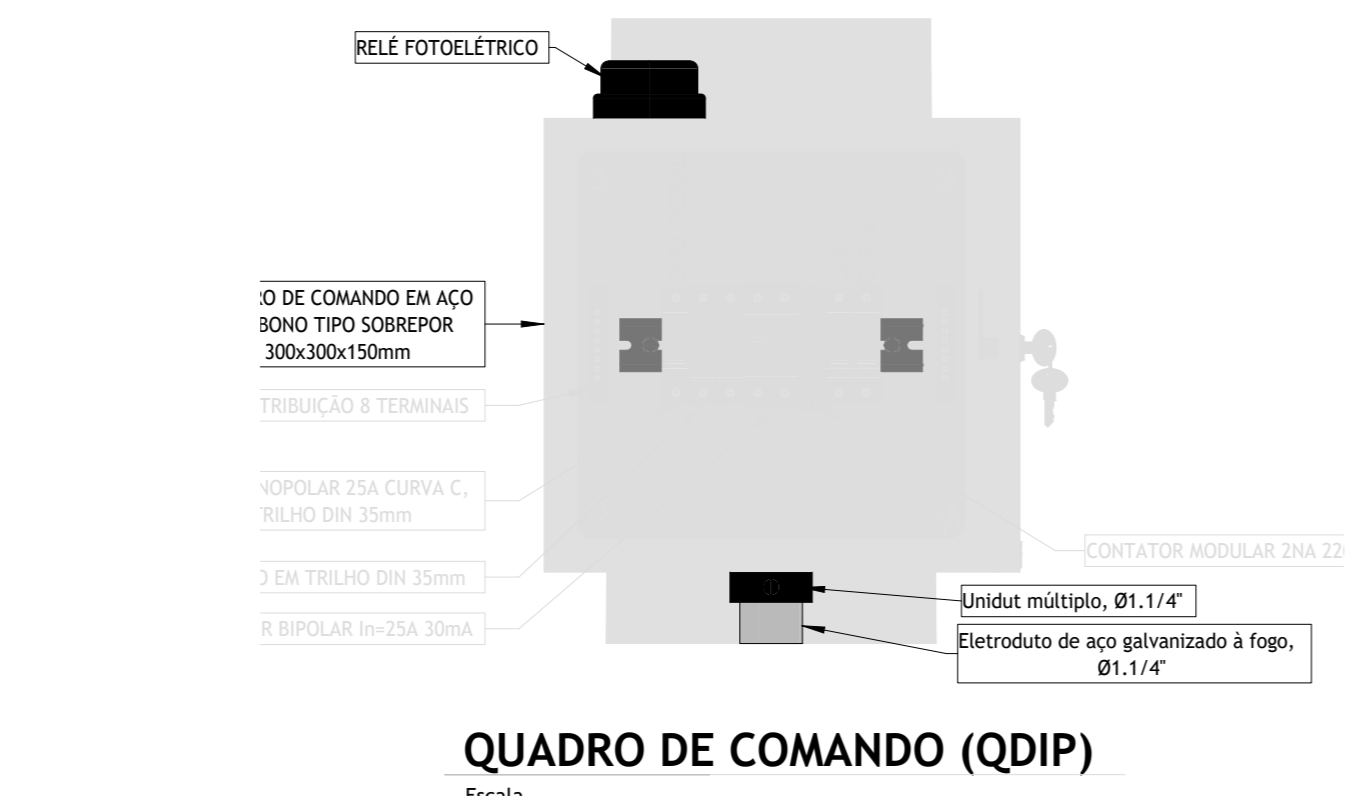 RELÉ FOTOELÉTRICO
RO DE COMANDO EM AÇO
BONO TIPO SOBREPOR
300x300x150mm
TRIBUIÇÃO 8 TERMINAIS
NOPOLAR 25A CURVA C,
TRILHO DIN 35mm
O EM TRILHO DIN 35mm
R BIPOLAR In=25A 30mA
CONTATOR MODULAR 2NA 22
Unidut múltiplo, Ø1.1/4"
Eletroduto de aço galvanizado à fogo,
Ø1.1/4"
QUADRO DE COMANDO (QDIP)
Escala